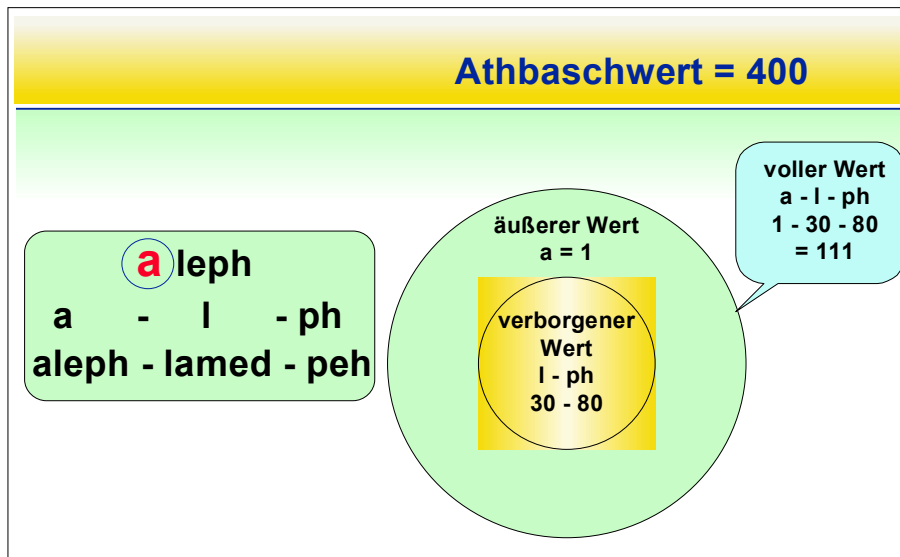 Athbaschwert = 400
aleph
a - l - ph
aleph - lamed - peh
äußerer Wert
a = 1
verborgener
Wert
l - ph
30 - 80
voller Wert
a - l - ph
1 - 30 - 80
= 111